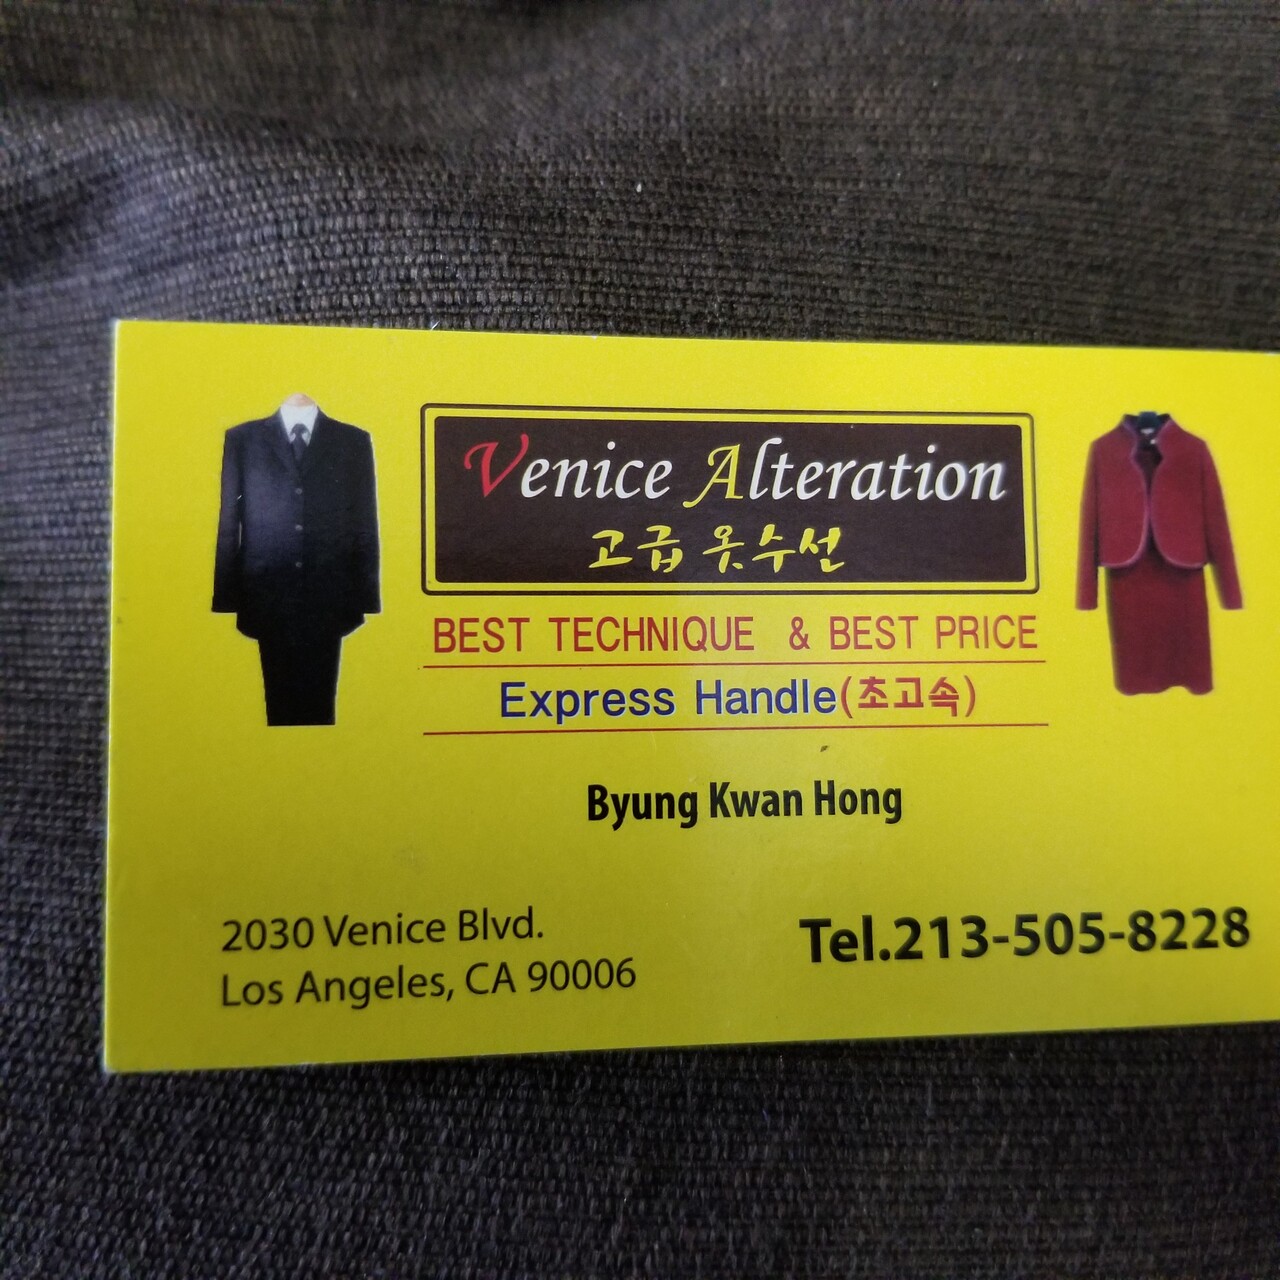 Venice Alteration
고급 옷수선
BEST TECHNIQUE & BEST PRICE
Express Handle(초고속)
Byung Kwan Hong
2030 Venice Blvd.
Los Angeles, CA 90006
Tel.213-505-8228